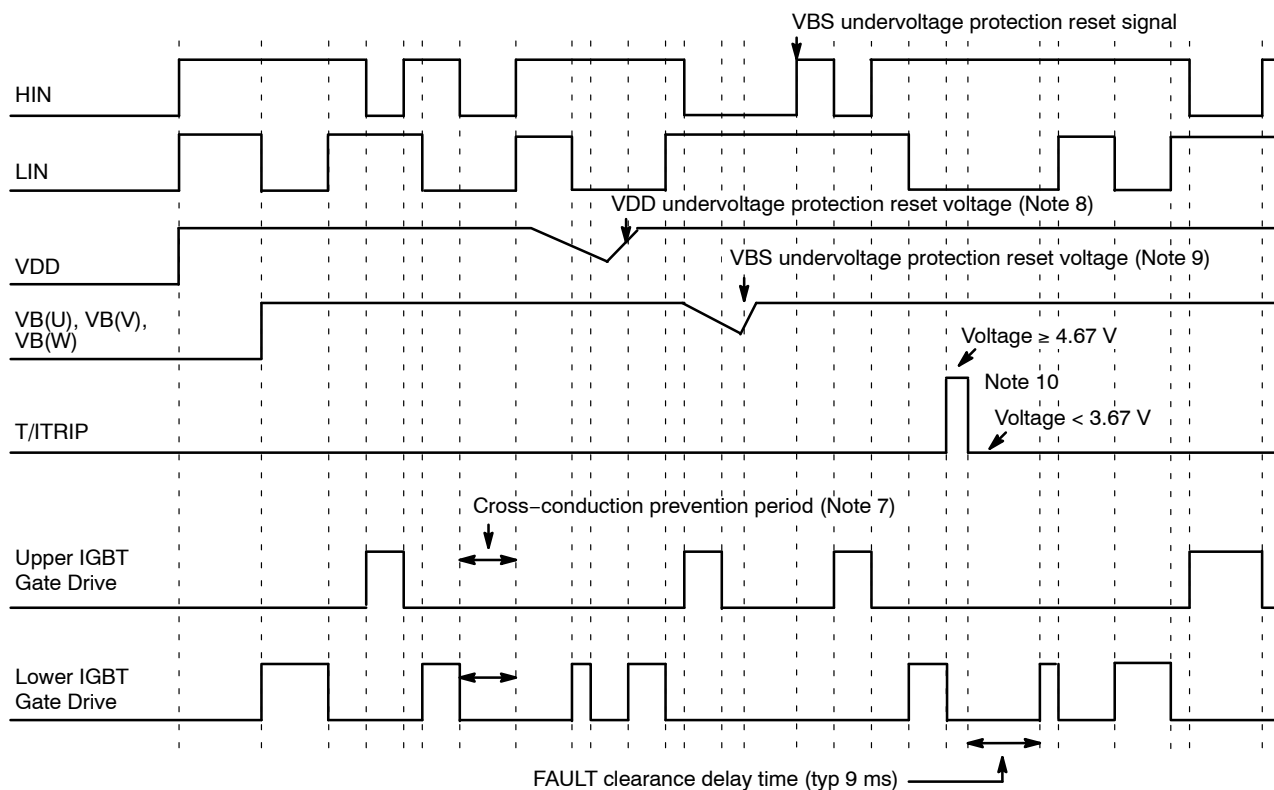 VBS undervoltage protection reset signal
HIN
LIN
VDD undervoltage protection reset voltage (Note 8)
VDD
VBS undervoltage protection reset voltage (Note 9)
VB(U), VB(V),
VB(W)
Voltage ≥ 4.67 V
Note 10
Voltage < 3.67 V
T/ITRIP
Cross−conduction prevention period (Note 7)
Upper IGBT
Gate Drive
Lower IGBT
Gate Drive
FAULT clearance delay time (typ 9 ms)